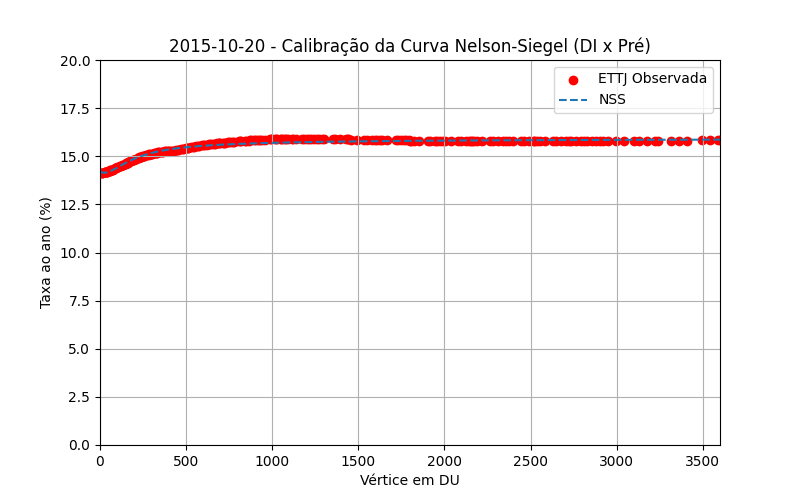 2015-10-20 - Calibração da Curva Nelson-Siegel (DI x Pré)
ETTJ Observada
NSS
Taxa ao ano (%)
20.0
17.5
15.0
12.5
10.0
7.5
5.0
2.5
0.0
0 500 1000 1500 2000 2500 3000 3500
Vértice em DU